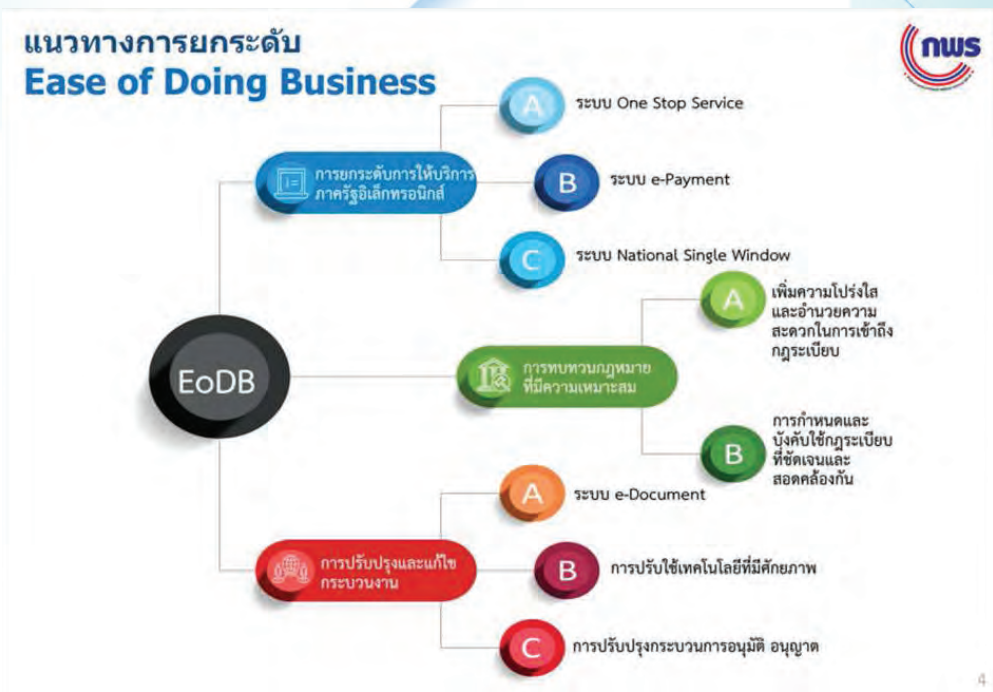 แนวทางการยกระดับ
Ease of Doing Business
กพร
A
ระบบ One Stop Service
การยกระดับการให้บริการ
ภาครัฐอิเล็กทรอนิกส์
B
ระบบ e-Payment
C
ระบบ National Single Window
EoDB
การทบทวนกฎหมาย
ที่มีความเหมาะสม
A
เพิ่มความโปร่งใส
และอำนวยความ
สะดวกในการเข้าถึง
กฎระเบียบ
B
การกำหนดและ
บังคับใช้กฎระเบียบ
ที่ชัดเจนและ
สอดคล้องกัน
การปรับปรุงและแก้ไข
กระบวนงาน
A
ระบบ e-Document
B
การปรับใช้เทคโนโลยีที่มีศักยภาพ
C
การปรับปรุงกระบวนการอนุมัติ อนุญาต
4